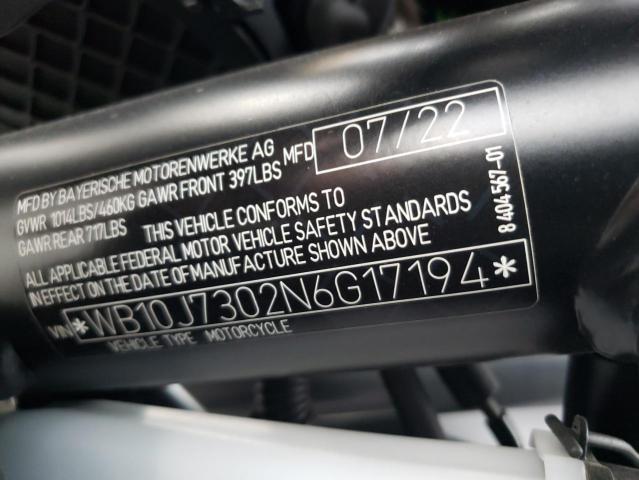 MFD BY BAYERISCHE MOTORENWERKE AG
GVWR 1014LBS/460KG GAWR FRONT 397LBS MFD 07/22
GAWR REAR 717LBS THIS VEHICLE CONFORMS TO
ALL APPLICABLE FEDERAL MOTOR VEHICLE SAFETY STANDARDS
IN EFFECT ON THE DATE OF MANUFACTURE SHOWN ABOVE
VIN *WB10J7302N6G17194*
VEHICLE TYPE MOTORCYCLE
8 404 567-01